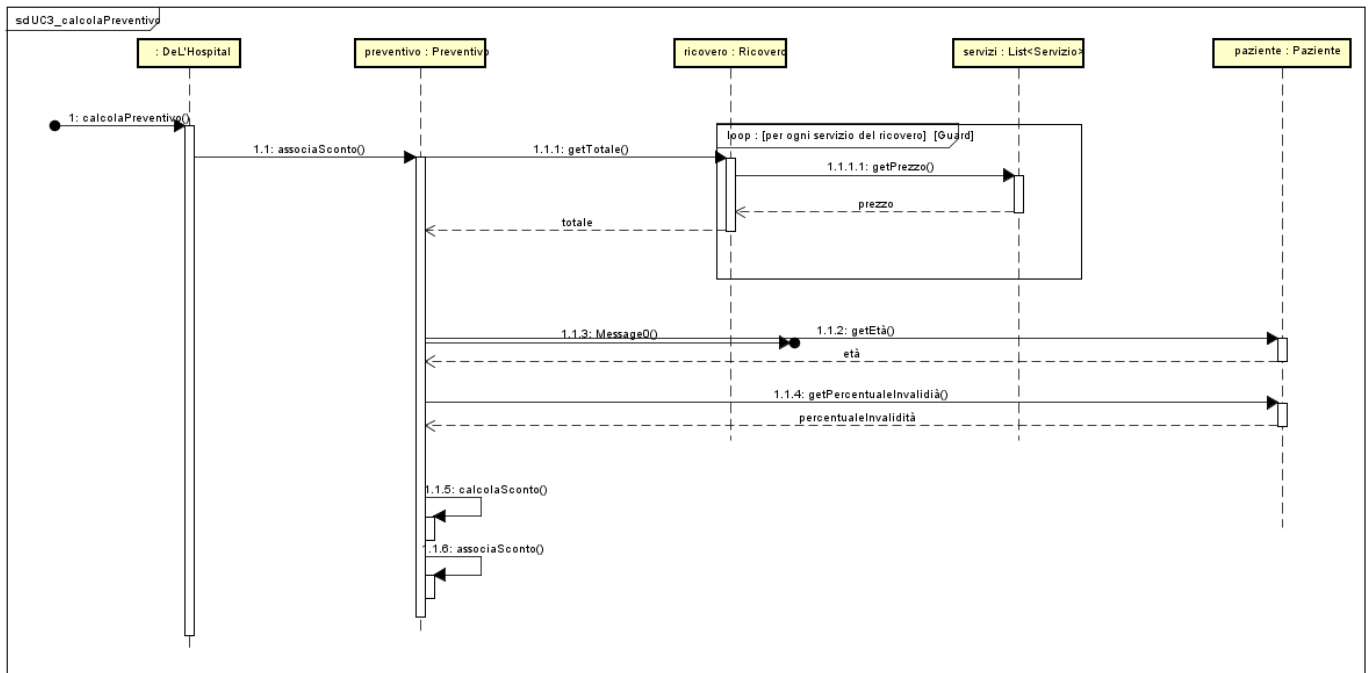 sd UC3_calcolaPreventivo
: DeL'Hospital
preventivo : Preventivo
ricovero : Ricovero
servizi : List<Servizio>
paziente : Paziente
1: calcolaPreventivo()
loop : [per ogni servizio del ricovero] [Guard]
1.1: associaSconto()
1.1.1: getTotale()
1.1.1.1: getPrezzo()
prezzo
totale
1.1.3: Message0()
1.1.2: getEtà()
età
1.1.4: getPercentualeInvalidià()
percentualeInvalidità
1.1.5: calcolaSconto()
1.1.6: associaSconto()